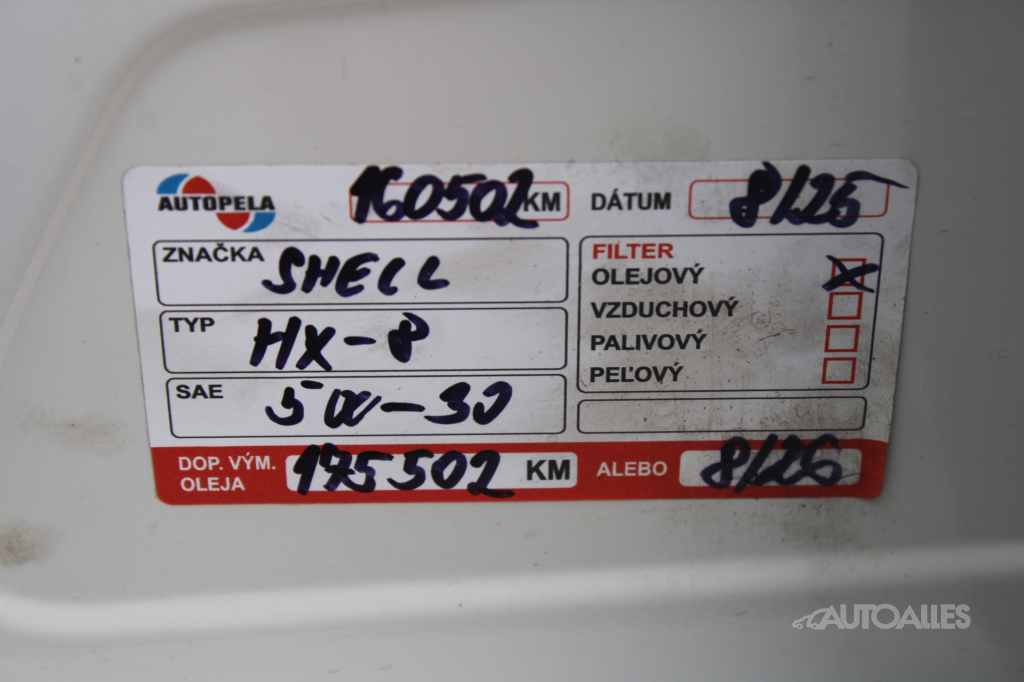 AUTOPELA 160502 KM DÁTUM 8/25
ZNAČKA SHELL
TYP HX-8
SAE 5W-30
FILTER
OLEJOVÝ X
VZDUCHOVÝ
PALIVOVÝ
PEĽOVÝ
DOP. VÝM. OLEJA 175502 KM ALEBO 8/26
AUTOALLES